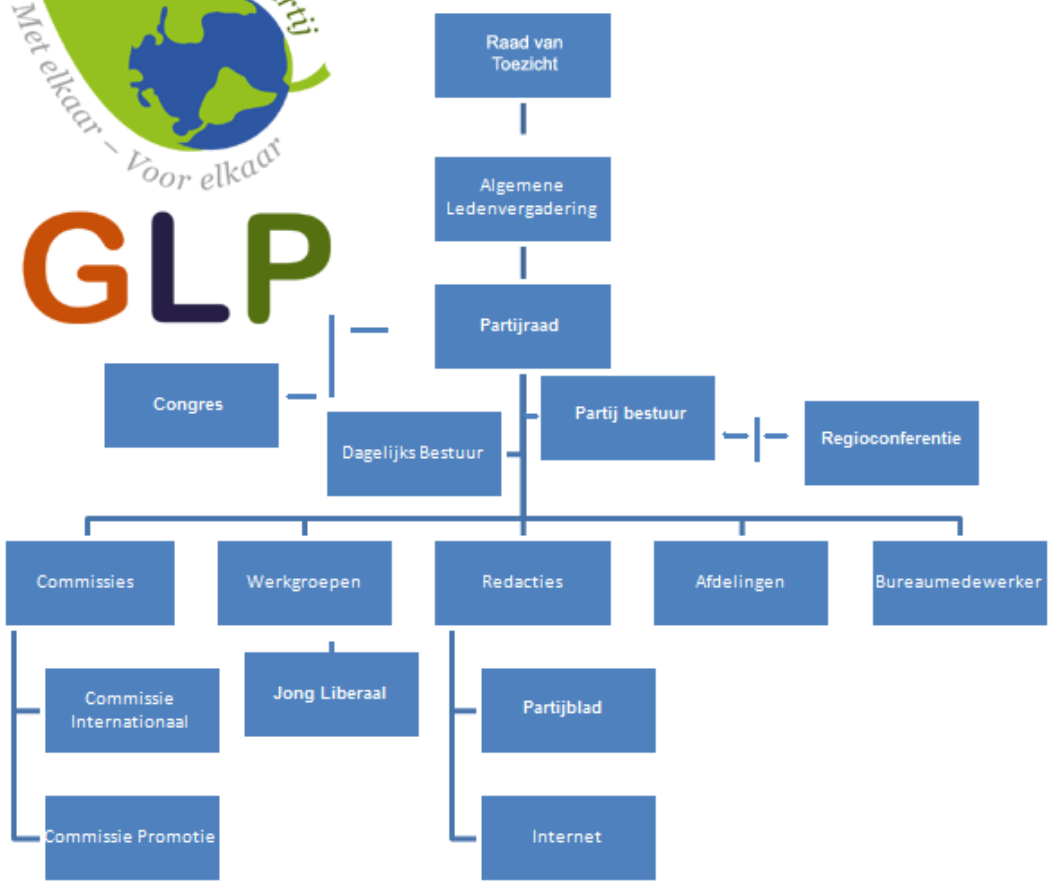 Met elkaar – Voor elkaar
GLP
Raad van
Toezicht
Algemene
Ledenvergadering
Partijraad
Congres
Partij bestuur
Dagelijks Bestuur
Regioconferentie
Commissies
Werkgroepen
Redacties
Afdelingen
Bureaumedewerker
Commissie
Internationaal
Jong Liberaal
Partijblad
Commissie Promotie
Internet